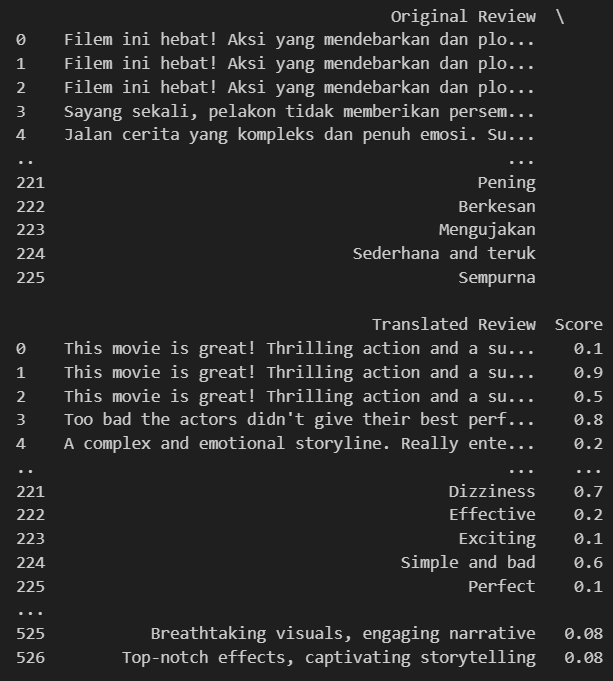 Original Review \
0 Filem ini hebat! Aksi yang mendebarkan dan plo...
1 Filem ini hebat! Aksi yang mendebarkan dan plo...
2 Filem ini hebat! Aksi yang mendebarkan dan plo...
3 Sayang sekali, pelakon tidak memberikan persem...
4 Jalan cerita yang kompleks dan penuh emosi. Su...
.. ...
221 Pening
222 Berkesan
223 Mengujakan
224 Sederhana and teruk
225 Sempurna
Translated Review Score
0 This movie is great! Thrilling action and a su... 0.1
1 This movie is great! Thrilling action and a su... 0.9
2 This movie is great! Thrilling action and a su... 0.5
3 Too bad the actors didn't give their best perf... 0.8
4 A complex and emotional storyline. Really ente... 0.2
.. ... ...
221 Dizziness 0.7
222 Effective 0.2
223 Exciting 0.1
224 Simple and bad 0.6
225 Perfect 0.1
...
525 Breathtaking visuals, engaging narrative 0.08
526 Top-notch effects, captivating storytelling 0.08